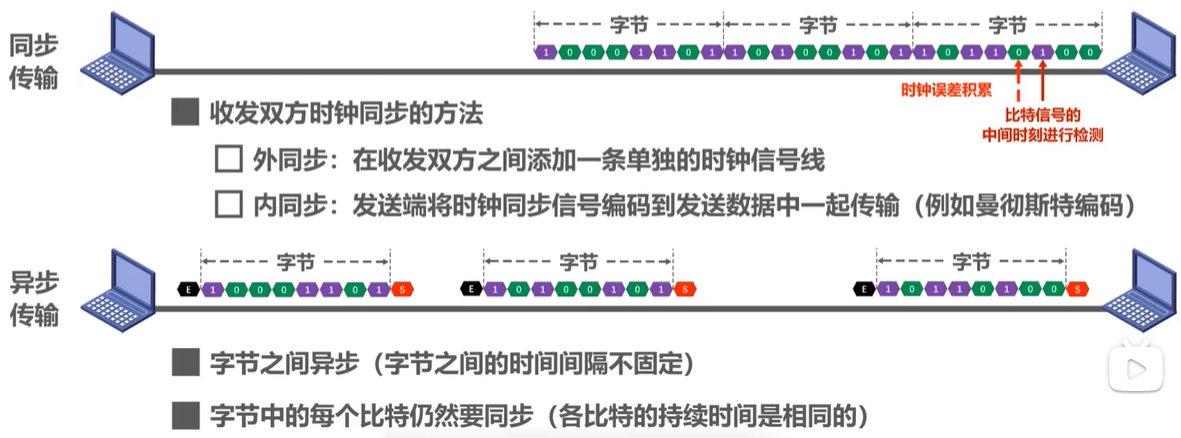 同步
传输
字节 字节 字节
1 0 0 0 1 1 0 1 1 0 1 0 0 1 0 1 1 0 1 1 0 1 0 0
时钟误差积累
比特信号的
中间时刻进行检测
收发双方时钟同步的方法
外同步：在收发双方之间添加一条单独的时钟信号线
内同步：发送端将时钟同步信号编码到发送数据中一起传输（例如曼彻斯特编码）
异步
传输
字节 字节 字节
E 1 0 0 0 1 1 0 1 S E 1 0 1 0 0 1 0 1 S E 1 0 1 1 0 1 0 0 S
字节之间异步（字节之间的时间间隔不固定）
字节中的每个比特仍然要同步（各比特的持续时间是相同的）